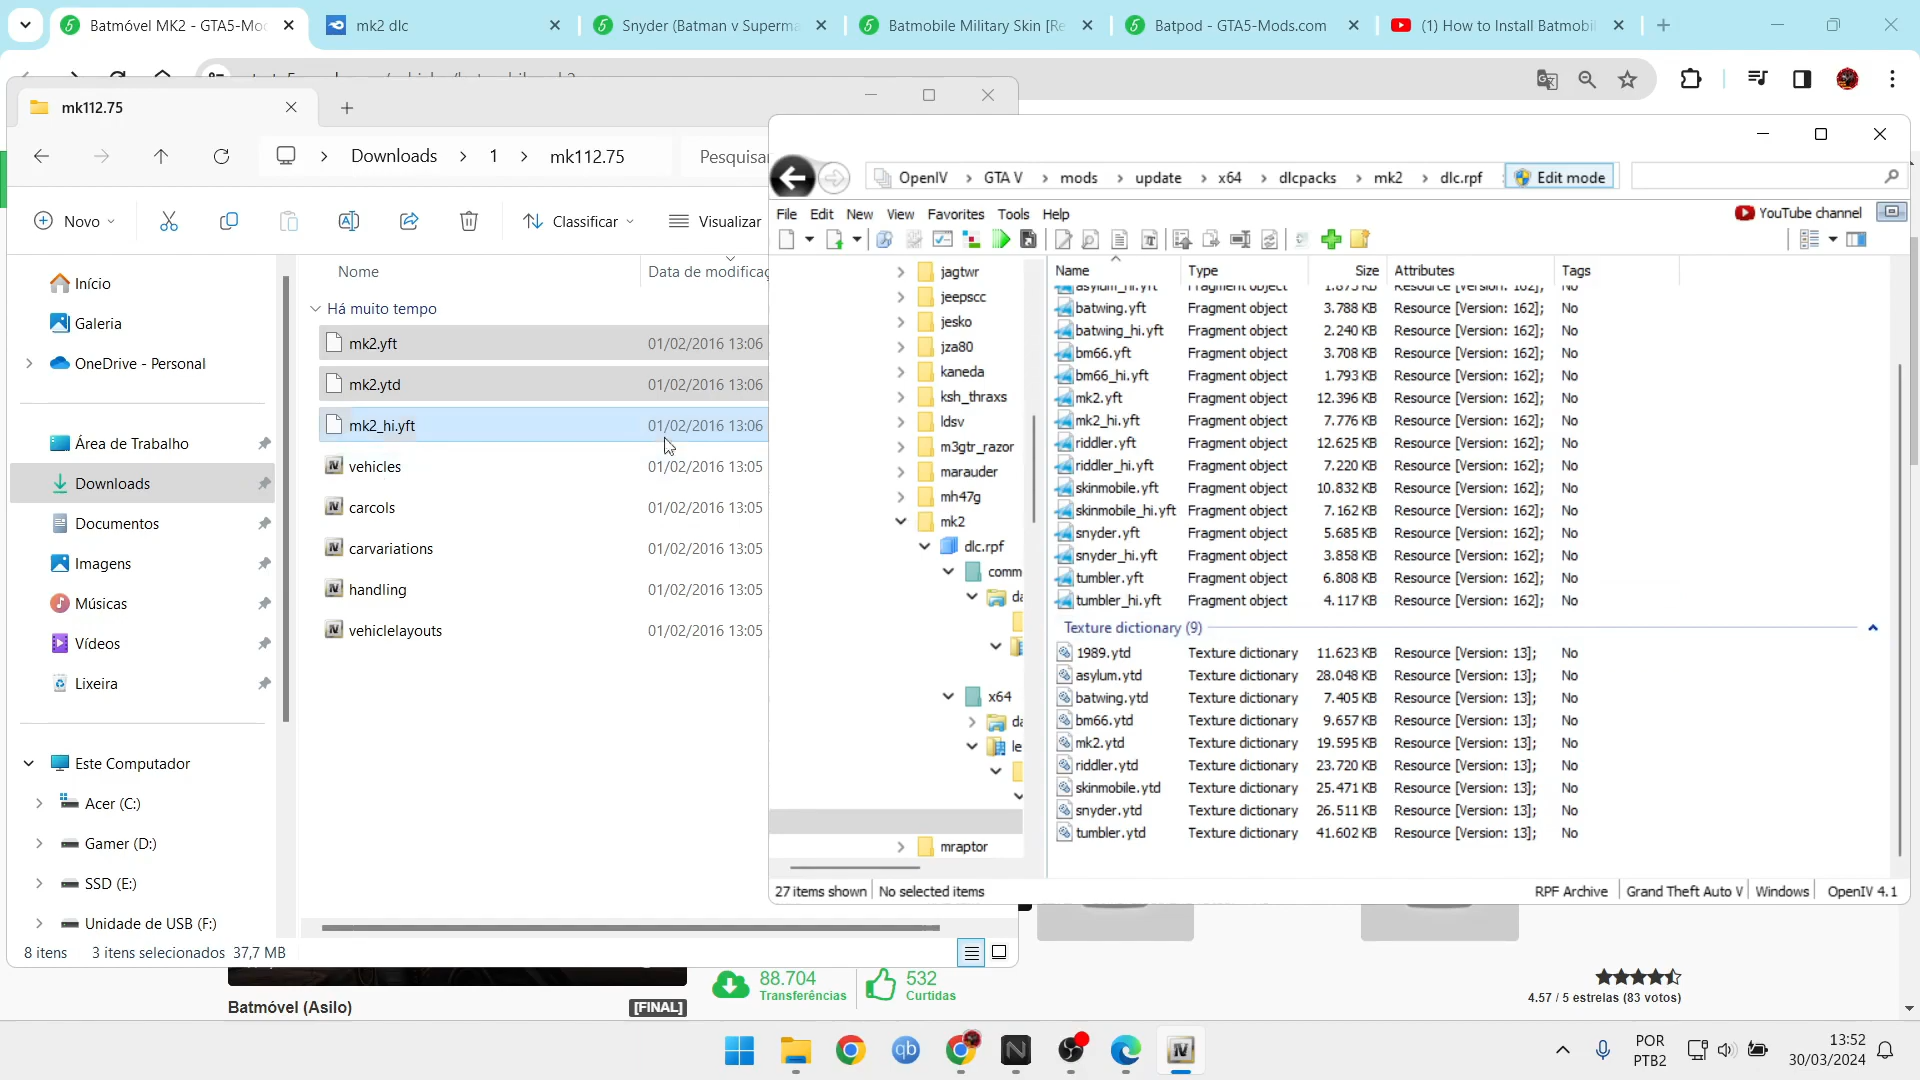 Batmóvel MK2 - GTA5-Mod
mk2 dlc
Snyder (Batman v Superma
Batmobile Military Skin [Re
Batpod - GTA5-Mods.com
(1) How to Install Batmobil
mk112.75
Downloads > 1 > mk112.75
Pesquisa
Novo
Classificar
Visualizar
Início
Galeria
OneDrive - Personal
Área de Trabalho
Downloads
Documentos
Imagens
Músicas
Vídeos
Lixeira
Este Computador
Acer (C:)
Gamer (D:)
SSD (E:)
Unidade de USB (F:)
Nome
Data de modificaç
Há muito tempo
mk2.yft 01/02/2016 13:06
mk2.ytd 01/02/2016 13:06
mk2_hi.yft 01/02/2016 13:06
vehicles 01/02/2016 13:05
carcols 01/02/2016 13:05
carvariations 01/02/2016 13:05
handling 01/02/2016 13:05
vehiclelayouts 01/02/2016 13:05
8 itens 3 itens selecionados 37,7 MB
OpenIV > GTA V > mods > update > x64 > dlcpacks > mk2 > dlc.rpf
Edit mode
File Edit New View Favorites Tools Help
YouTube channel
jagtwr
jeepscc
jesko
jza80
kaneda
ksh_thraxs
ldsv
m3gtr_razor
marauder
mh47g
mk2
dlc.rpf
comm
da
x64
da
le
mraptor
Name Type Size Attributes Tags
asylum_hi.yft Fragment object 1.875 KB Resource [Version: 162]; No
batwing.yft Fragment object 3.788 KB Resource [Version: 162]; No
batwing_hi.yft Fragment object 2.240 KB Resource [Version: 162]; No
bm66.yft Fragment object 3.708 KB Resource [Version: 162]; No
bm66_hi.yft Fragment object 1.793 KB Resource [Version: 162]; No
mk2.yft Fragment object 12.396 KB Resource [Version: 162]; No
mk2_hi.yft Fragment object 7.776 KB Resource [Version: 162]; No
riddler.yft Fragment object 12.625 KB Resource [Version: 162]; No
riddler_hi.yft Fragment object 7.220 KB Resource [Version: 162]; No
skinmobile.yft Fragment object 10.832 KB Resource [Version: 162]; No
skinmobile_hi.yft Fragment object 7.162 KB Resource [Version: 162]; No
snyder.yft Fragment object 5.685 KB Resource [Version: 162]; No
snyder_hi.yft Fragment object 3.858 KB Resource [Version: 162]; No
tumbler.yft Fragment object 6.808 KB Resource [Version: 162]; No
tumbler_hi.yft Fragment object 4.117 KB Resource [Version: 162]; No
Texture dictionary (9)
1989.ytd Texture dictionary 11.623 KB Resource [Version: 13]; No
asylum.ytd Texture dictionary 28.048 KB Resource [Version: 13]; No
batwing.ytd Texture dictionary 7.405 KB Resource [Version: 13]; No
bm66.ytd Texture dictionary 9.657 KB Resource [Version: 13]; No
mk2.ytd Texture dictionary 19.595 KB Resource [Version: 13]; No
riddler.ytd Texture dictionary 23.720 KB Resource [Version: 13]; No
skinmobile.ytd Texture dictionary 25.471 KB Resource [Version: 13]; No
snyder.ytd Texture dictionary 26.511 KB Resource [Version: 13]; No
tumbler.ytd Texture dictionary 41.602 KB Resource [Version: 13]; No
27 items shown No selected items
RPF Archive Grand Theft Auto V Windows OpenIV 4.1
Batmóvel (Asilo)
[FINAL]
88.704
Transferências
532
Curtidas
4.57 / 5 estrelas (83 votos)
POR
PTB2
13:52
30/03/2024